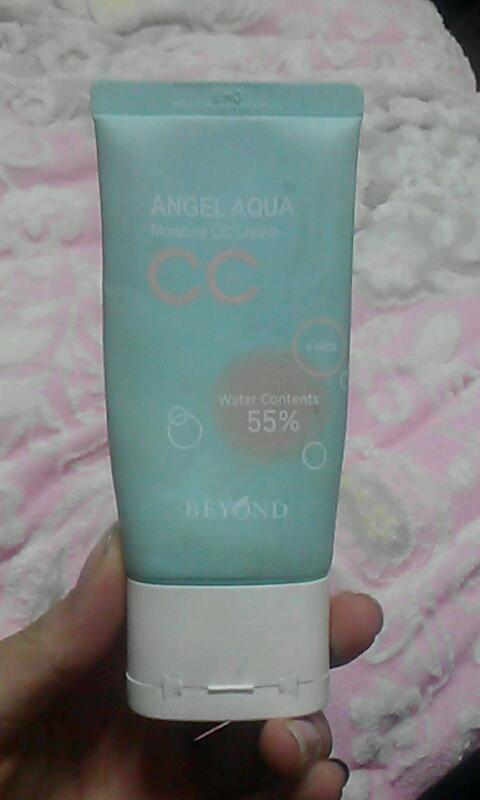 ANGEL AQUA
Moisture CC Cream
CC
Water Contents
55%
BEYOND